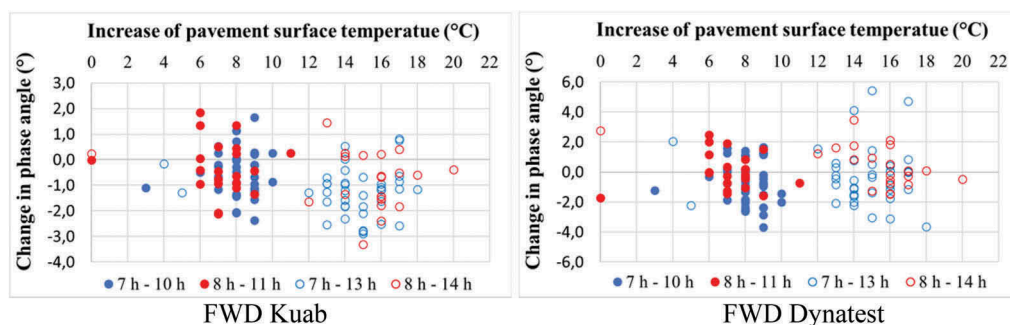 Increase of pavement surface temperatue (°C)
0 2 4 6 8 10 12 14 16 18 20 22
Change in phase angle (°)
3,0
2,0
1,0
0,0
-1,0
-2,0
-3,0
-4,0
7 h - 10 h 8 h - 11 h 7 h - 13 h 8 h - 14 h
FWD Kuab
Increase of pavement surface temperatue (°C)
0 2 4 6 8 10 12 14 16 18 20 22
Change in phase angle (°)
6,0
4,0
2,0
0,0
-2,0
-4,0
-6,0
7 h - 10 h 8 h - 11 h 7 h - 13 h 8 h - 14 h
FWD Dynatest